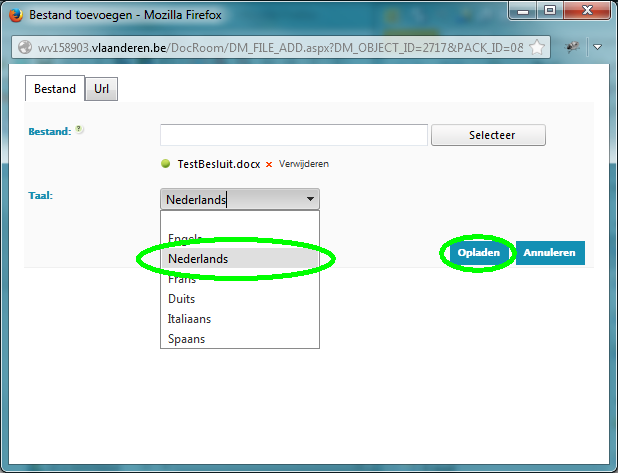 Bestand toevoegen - Mozilla Firefox
wv158903.vlaanderen.be/DocRoom/DM_FILE_ADD.aspx?DM_OBJECT_ID=2717&PACK_ID=0&
Bestand Url
Bestand: ?
Selecteer
TestBesluit.docx × Verwijderen
Taal:
Nederlands
Engels
Nederlands
Opladen Annuleren
Frans
Duits
Italiaans
Spaans